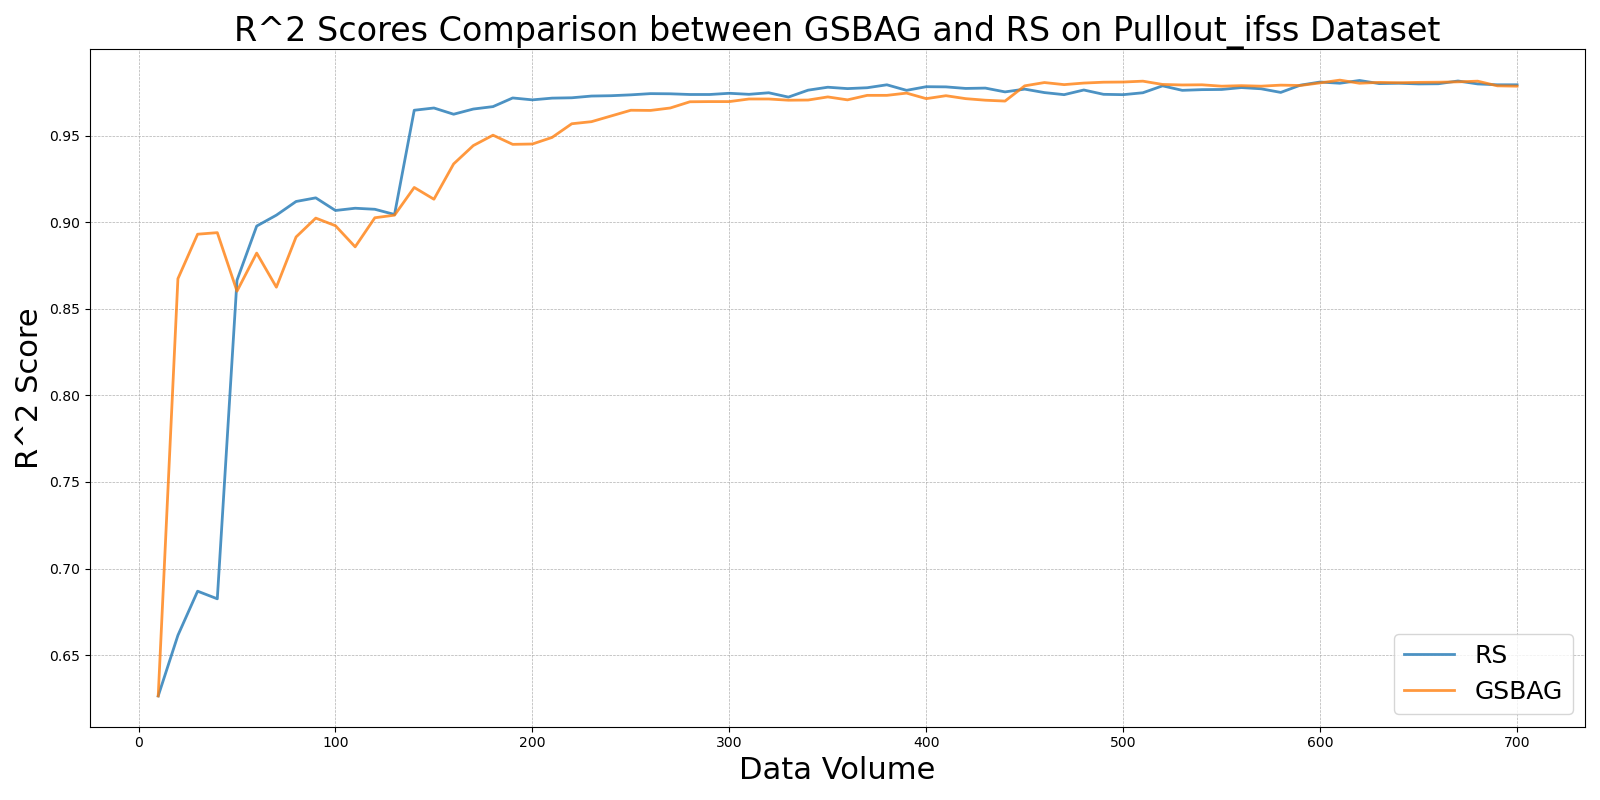 R^2 Scores Comparison between GSBAG and RS on Pullout_ifss Dataset
R^2 Score
0.95
0.90
0.85
0.80
0.75
0.70
0.65
RS
GSBAG
0 100 200 300 400 500 600 700
Data Volume